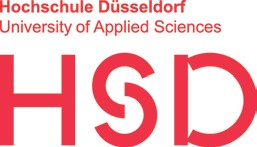 Hochschule Düsseldorf
University of Applied Sciences
HSD